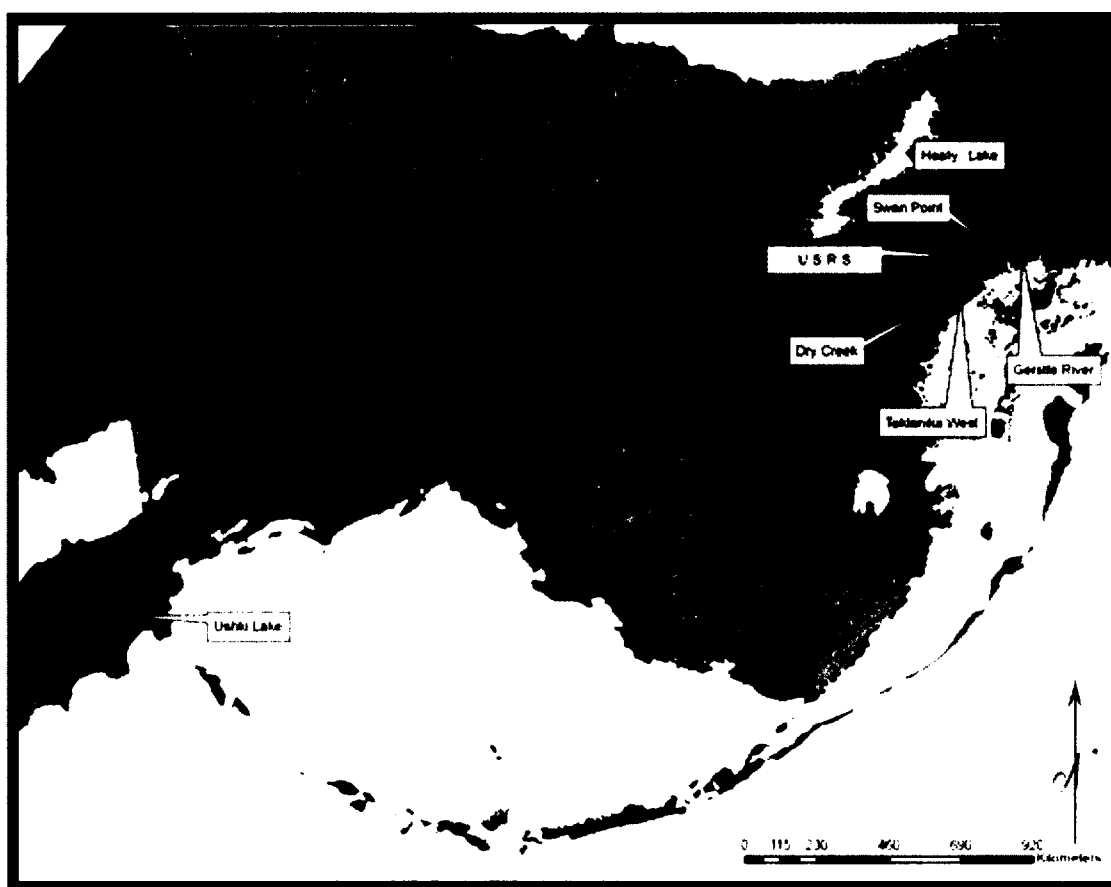 Healy Lake
Swan Point
U S R S
Dry Creek
Gerstle River
Teklanika West
Ushki Lake
0 115 230 460 690 920
Kilometers